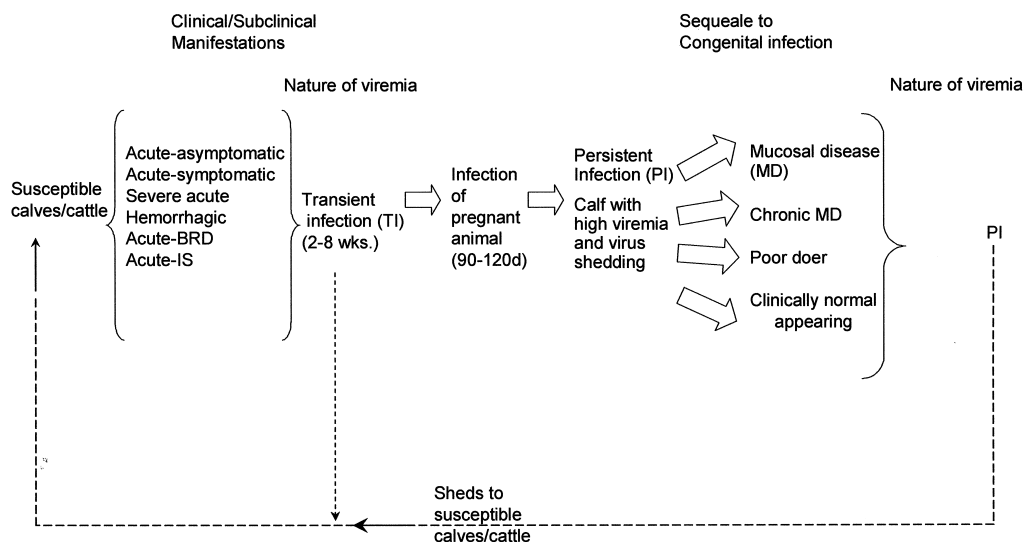 Clinical/Subclinical
Manifestations
Sequeale to
Congenital infection
Nature of viremia
Nature of viremia
Susceptible
calves/cattle
Acute-asymptomatic
Acute-symptomatic
Severe acute
Hemorrhagic
Acute-BRD
Acute-IS
Transient
infection (TI)
(2-8 wks.)
Infection
of
pregnant
animal
(90-120d)
Persistent
Infection (PI)
Calf with
high viremia
and virus
shedding
Mucosal disease
(MD)
Chronic MD
Poor doer
Clinically normal
appearing
PI
Sheds to
susceptible
calves/cattle